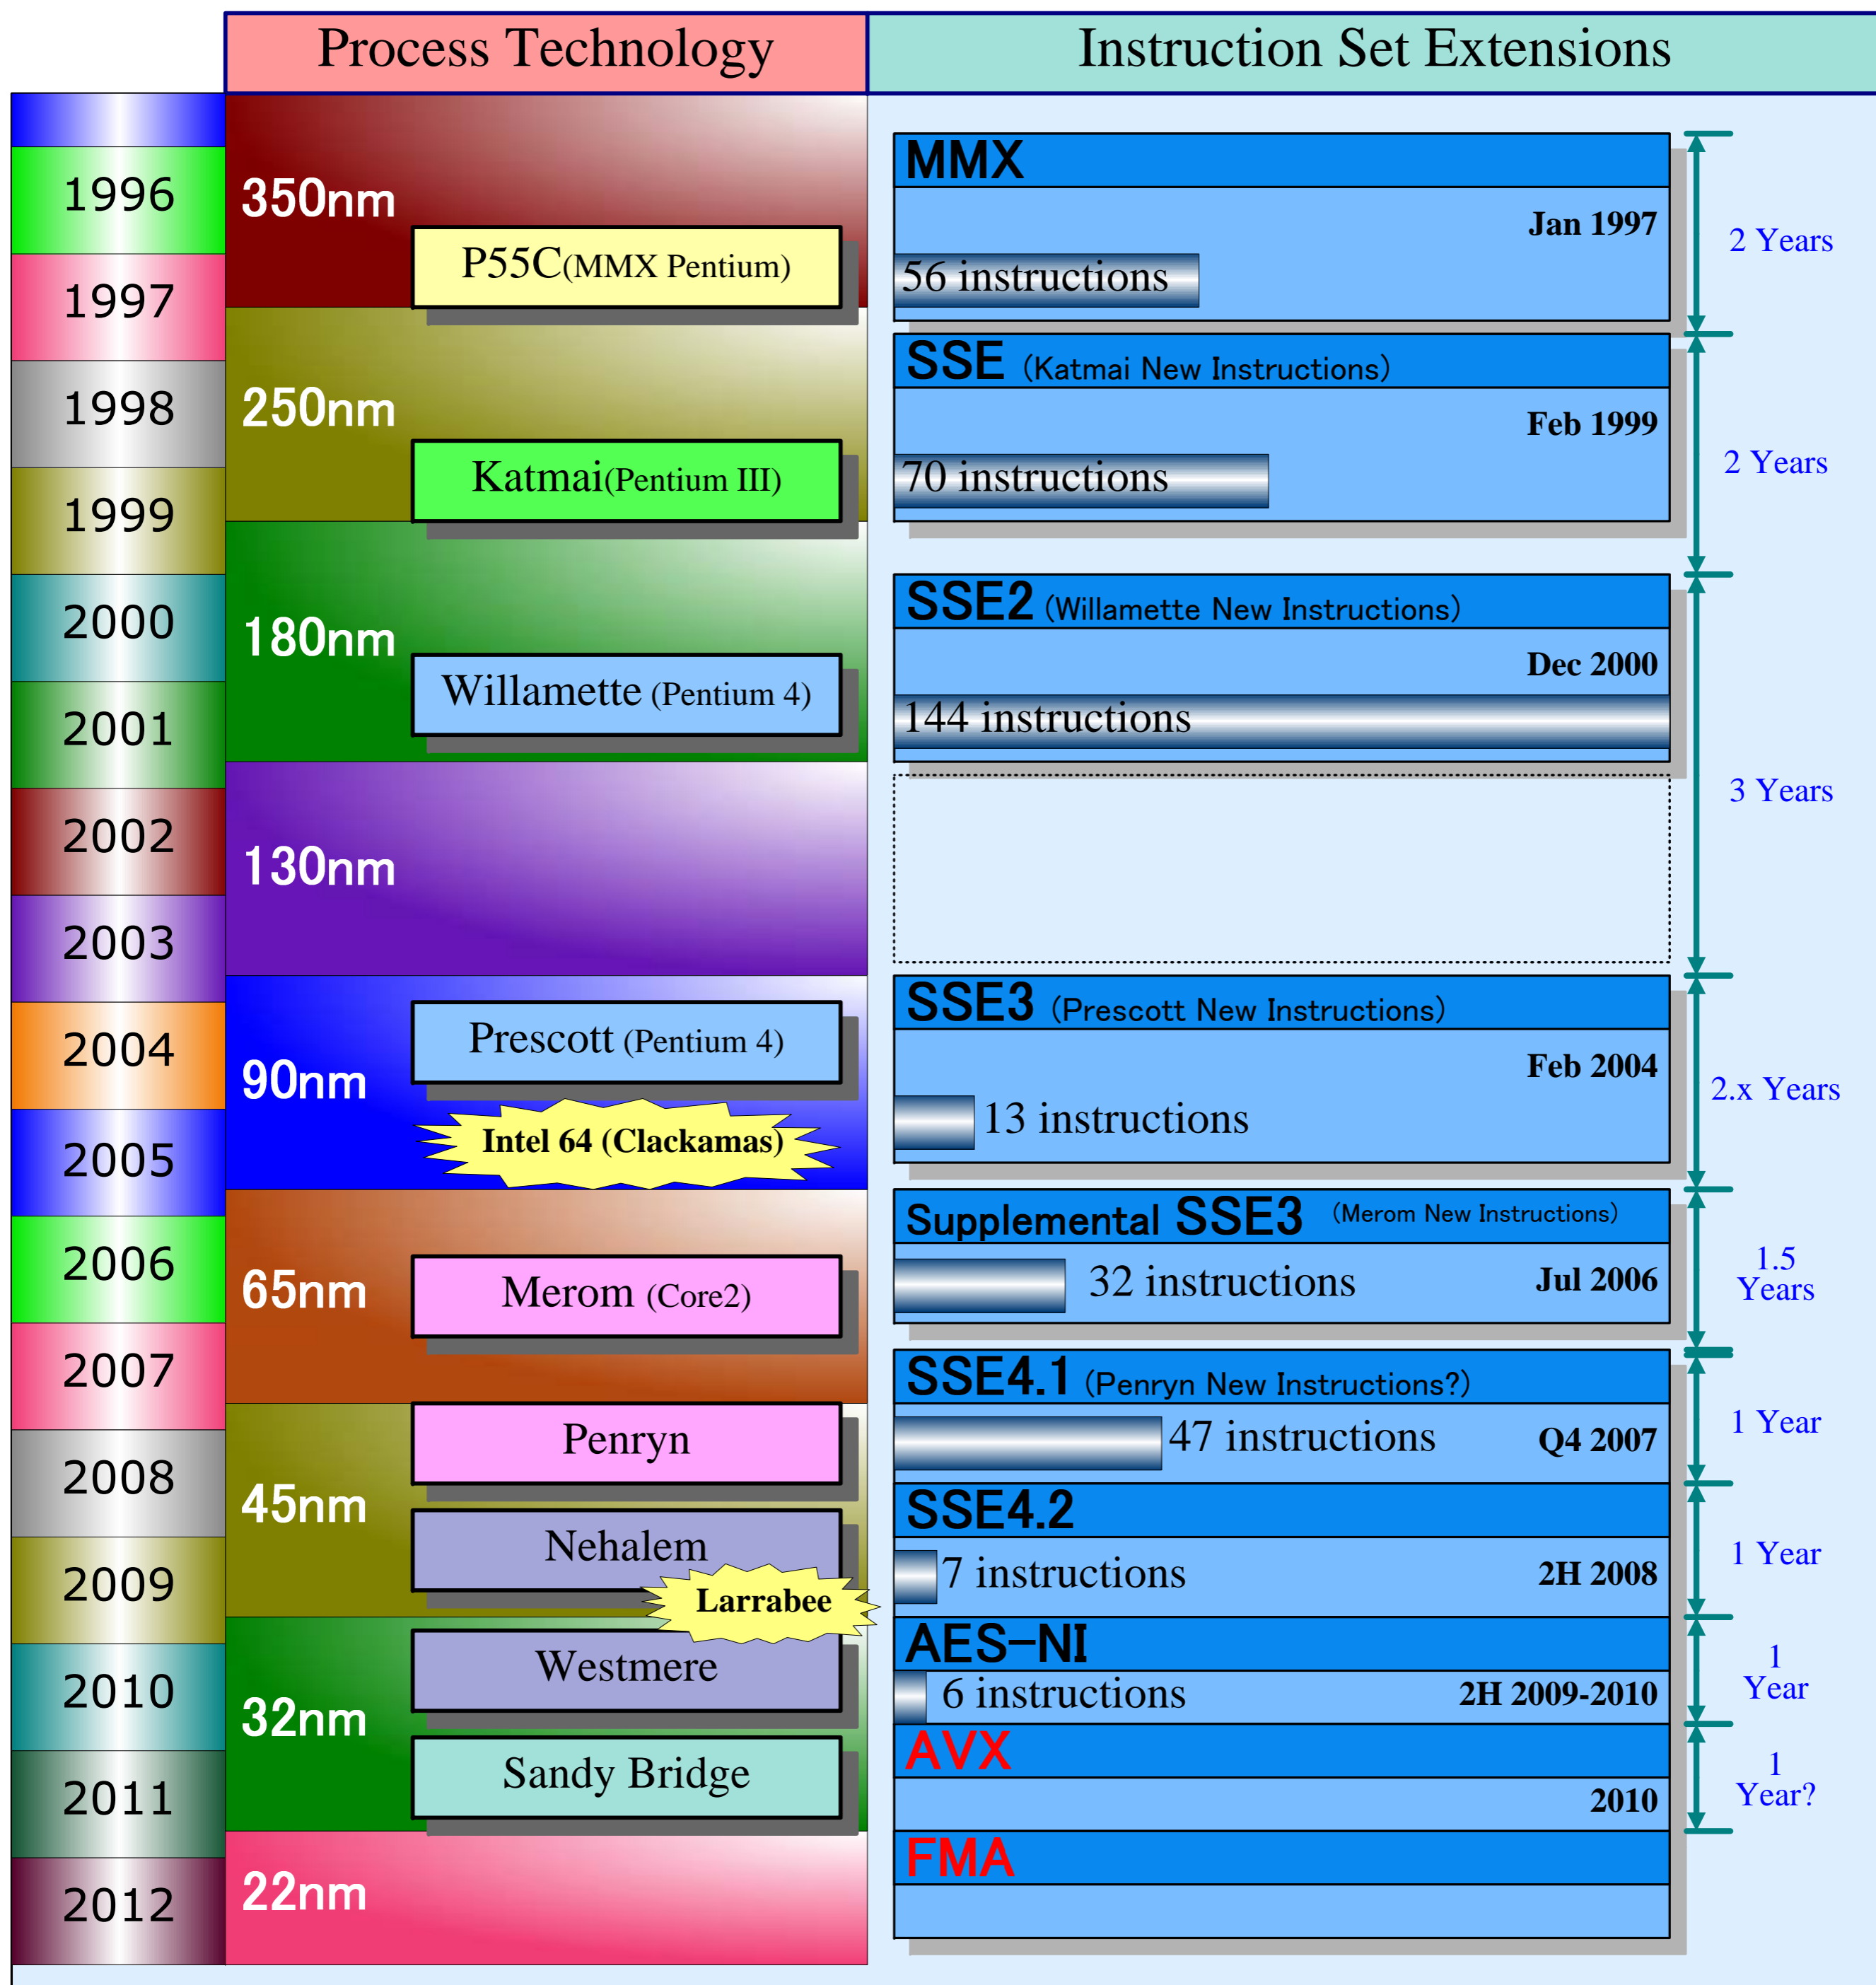 Process Technology
Instruction Set Extensions
1996
1997
1998
1999
2000
2001
2002
2003
2004
2005
2006
2007
2008
2009
2010
2011
2012
350nm
P55C(MMX Pentium)
250nm
Katmai(Pentium III)
180nm
Willamette (Pentium 4)
130nm
90nm
Prescott (Pentium 4)
Intel 64 (Clackamas)
65nm
Merom (Core2)
45nm
Penryn
Nehalem
Larrabee
32nm
Westmere
Sandy Bridge
22nm
MMX
Jan 1997
56 instructions
2 Years
SSE (Katmai New Instructions)
Feb 1999
70 instructions
2 Years
SSE2 (Willamette New Instructions)
Dec 2000
144 instructions
3 Years
SSE3 (Prescott New Instructions)
Feb 2004
13 instructions
2.x Years
Supplemental SSE3 (Merom New Instructions)
32 instructions
Jul 2006
1.5
Years
SSE4.1 (Penryn New Instructions?)
47 instructions
Q4 2007
1 Year
SSE4.2
7 instructions
2H 2008
1 Year
AES-NI
6 instructions
2H 2009-2010
1
Year
AVX
2010
1
Year?
FMA